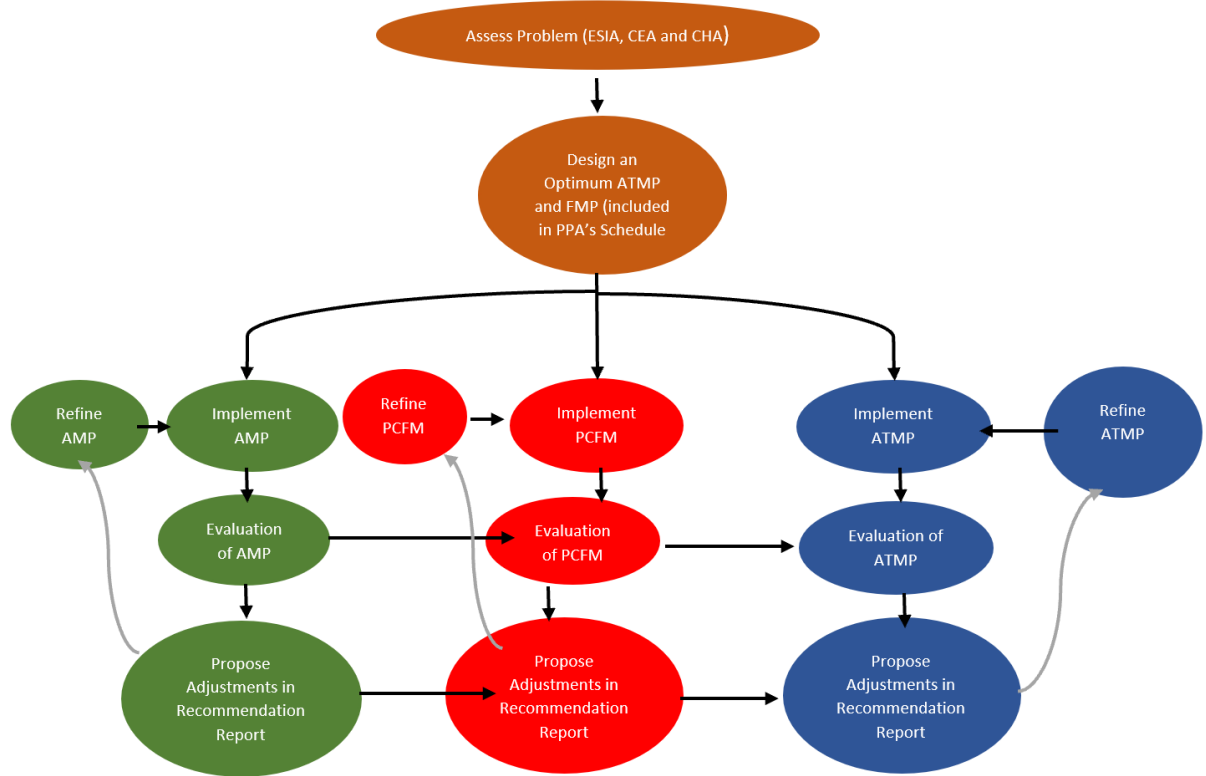 Assess Problem (ESIA, CEA and CHA)
Design an
Optimum ATMP
and FMP (included
in PPA's Schedule
Refine
AMP
Implement
AMP
Refine
PCFM
Implement
PCFM
Implement
ATMP
Refine
ATMP
Evaluation
of AMP
Evaluation
of PCFM
Evaluation of
ATMP
Propose
Adjustments in
Recommendation
Report
Propose
Adjustments in
Recommendation
Report
Propose
Adjustments in
Recommendation
Report